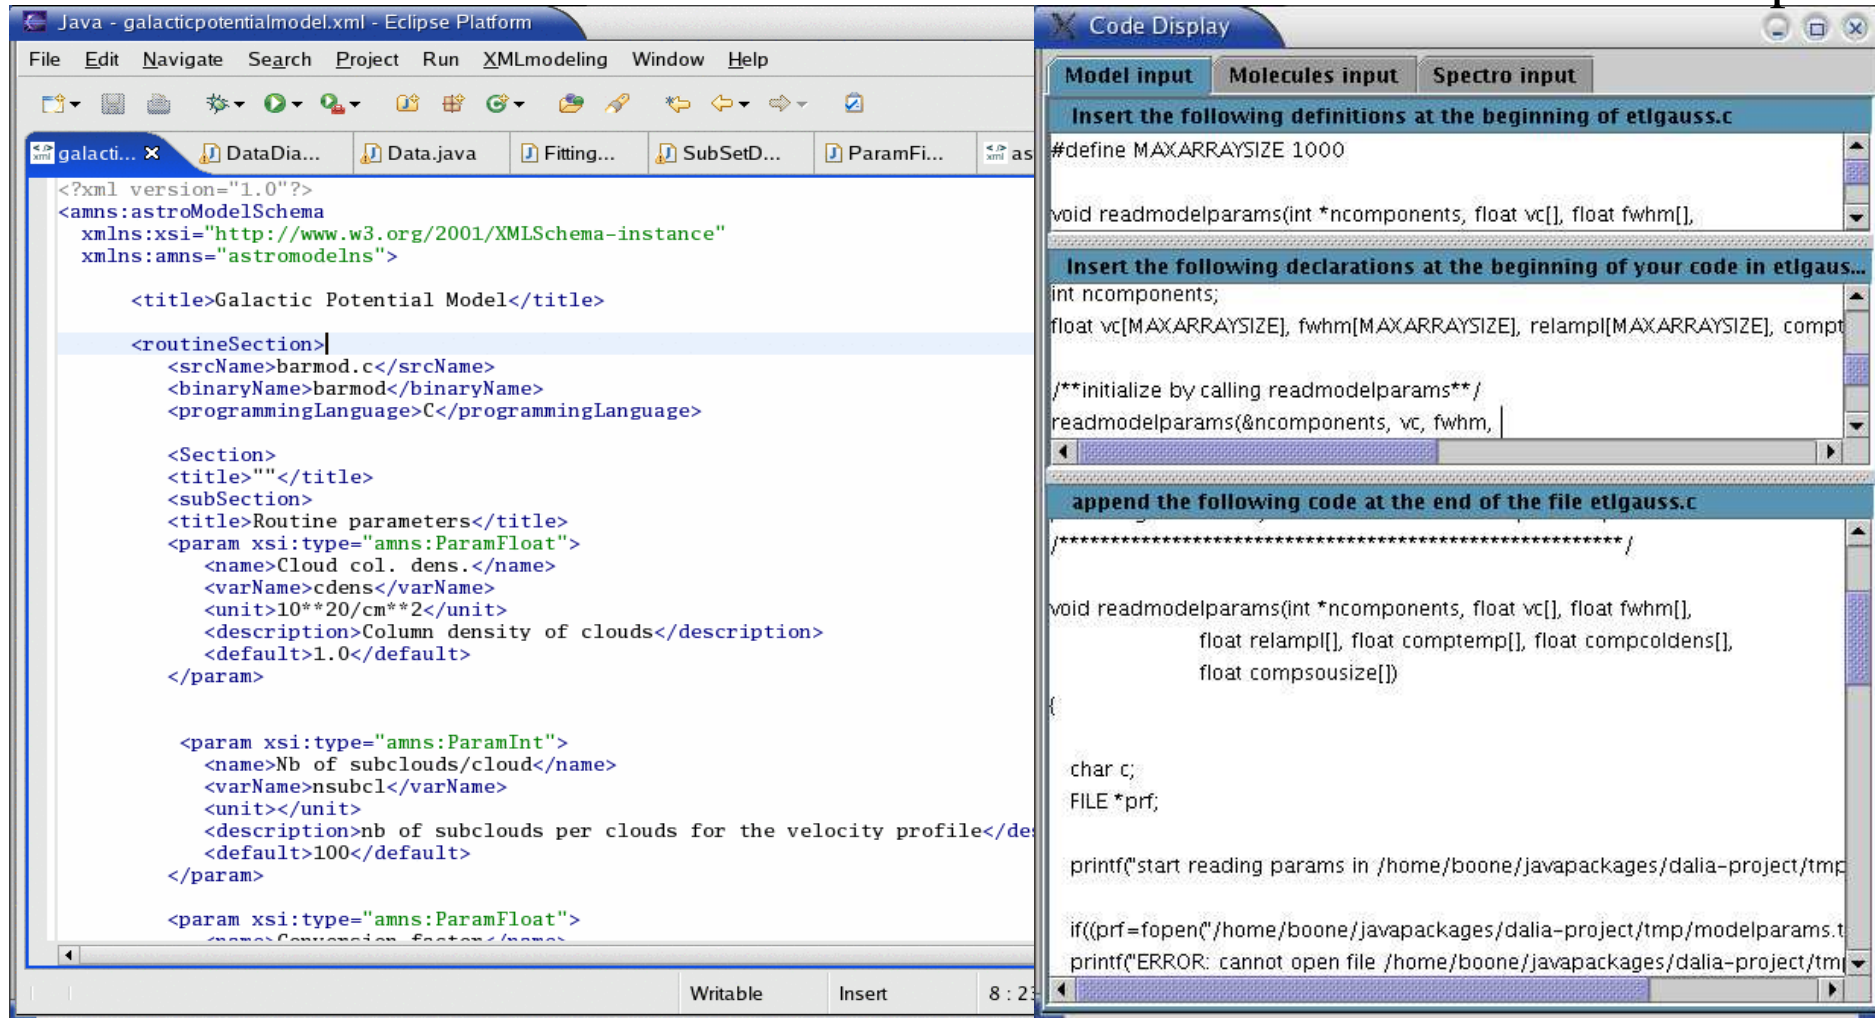 Java - galacticpotentialmodel.xml - Eclipse Platform
File Edit Navigate Search Project Run XMLmodeling Window Help
galacti... DataDia... Data.java Fitting... SubSetD... ParamFi... as
<?xml version="1.0"?>
<amns:astroModelSchema
xmlns:xsi="http://www.w3.org/2001/XMLSchema-instance"
xmlns:amns="astromodelns">
<title>Galactic Potential Model</title>
<routineSection>
<srcName>barmod.c</srcName>
<binaryName>barmod</binaryName>
<programmingLanguage>C</programmingLanguage>
<Section>
<title>""</title>
<subSection>
<title>Routine parameters</title>
<param xsi:type="amns:ParamFloat">
<name>Cloud col. dens.</name>
<varName>cdens</varName>
<unit>10**20/cm**2</unit>
<description>Column density of clouds</description>
<default>1.0</default>
</param>
<param xsi:type="amns:ParamInt">
<name>Nb of subclouds/cloud</name>
<varName>nsubcl</varName>
<unit></unit>
<description>nb of subclouds per clouds for the velocity profile</des
<default>100</default>
</param>
<param xsi:type="amns:ParamFloat">
<name>Conversion factor</name>
Writable Insert 8 : 23
Code Display
Model input Molecules input Spectro input
Insert the following definitions at the beginning of etlgauss.c
#define MAXARRAYSIZE 1000
void readmodelparams(int *ncomponents, float vc[], float fwhm[],
Insert the following declarations at the beginning of your code in etlgaus...
int ncomponents;
float vc[MAXARRAYSIZE], fwhm[MAXARRAYSIZE], relampl[MAXARRAYSIZE], compt
/**initialize by calling readmodelparams**/
readmodelparams(&ncomponents, vc, fwhm,
append the following code at the end of the file etlgauss.c
/*******************************************************/
void readmodelparams(int *ncomponents, float vc[], float fwhm[],
float relampl[], float comptemp[], float compcoldens[],
float compsousize[])
{
char c;
FILE *prf;
printf("start reading params in /home/boone/javapackages/dalia-project/tmp
if((prf=fopen("/home/boone/javapackages/dalia-project/tmp/modelparams.t
printf("ERROR: cannot open file /home/boone/javapackages/dalia-project/tm